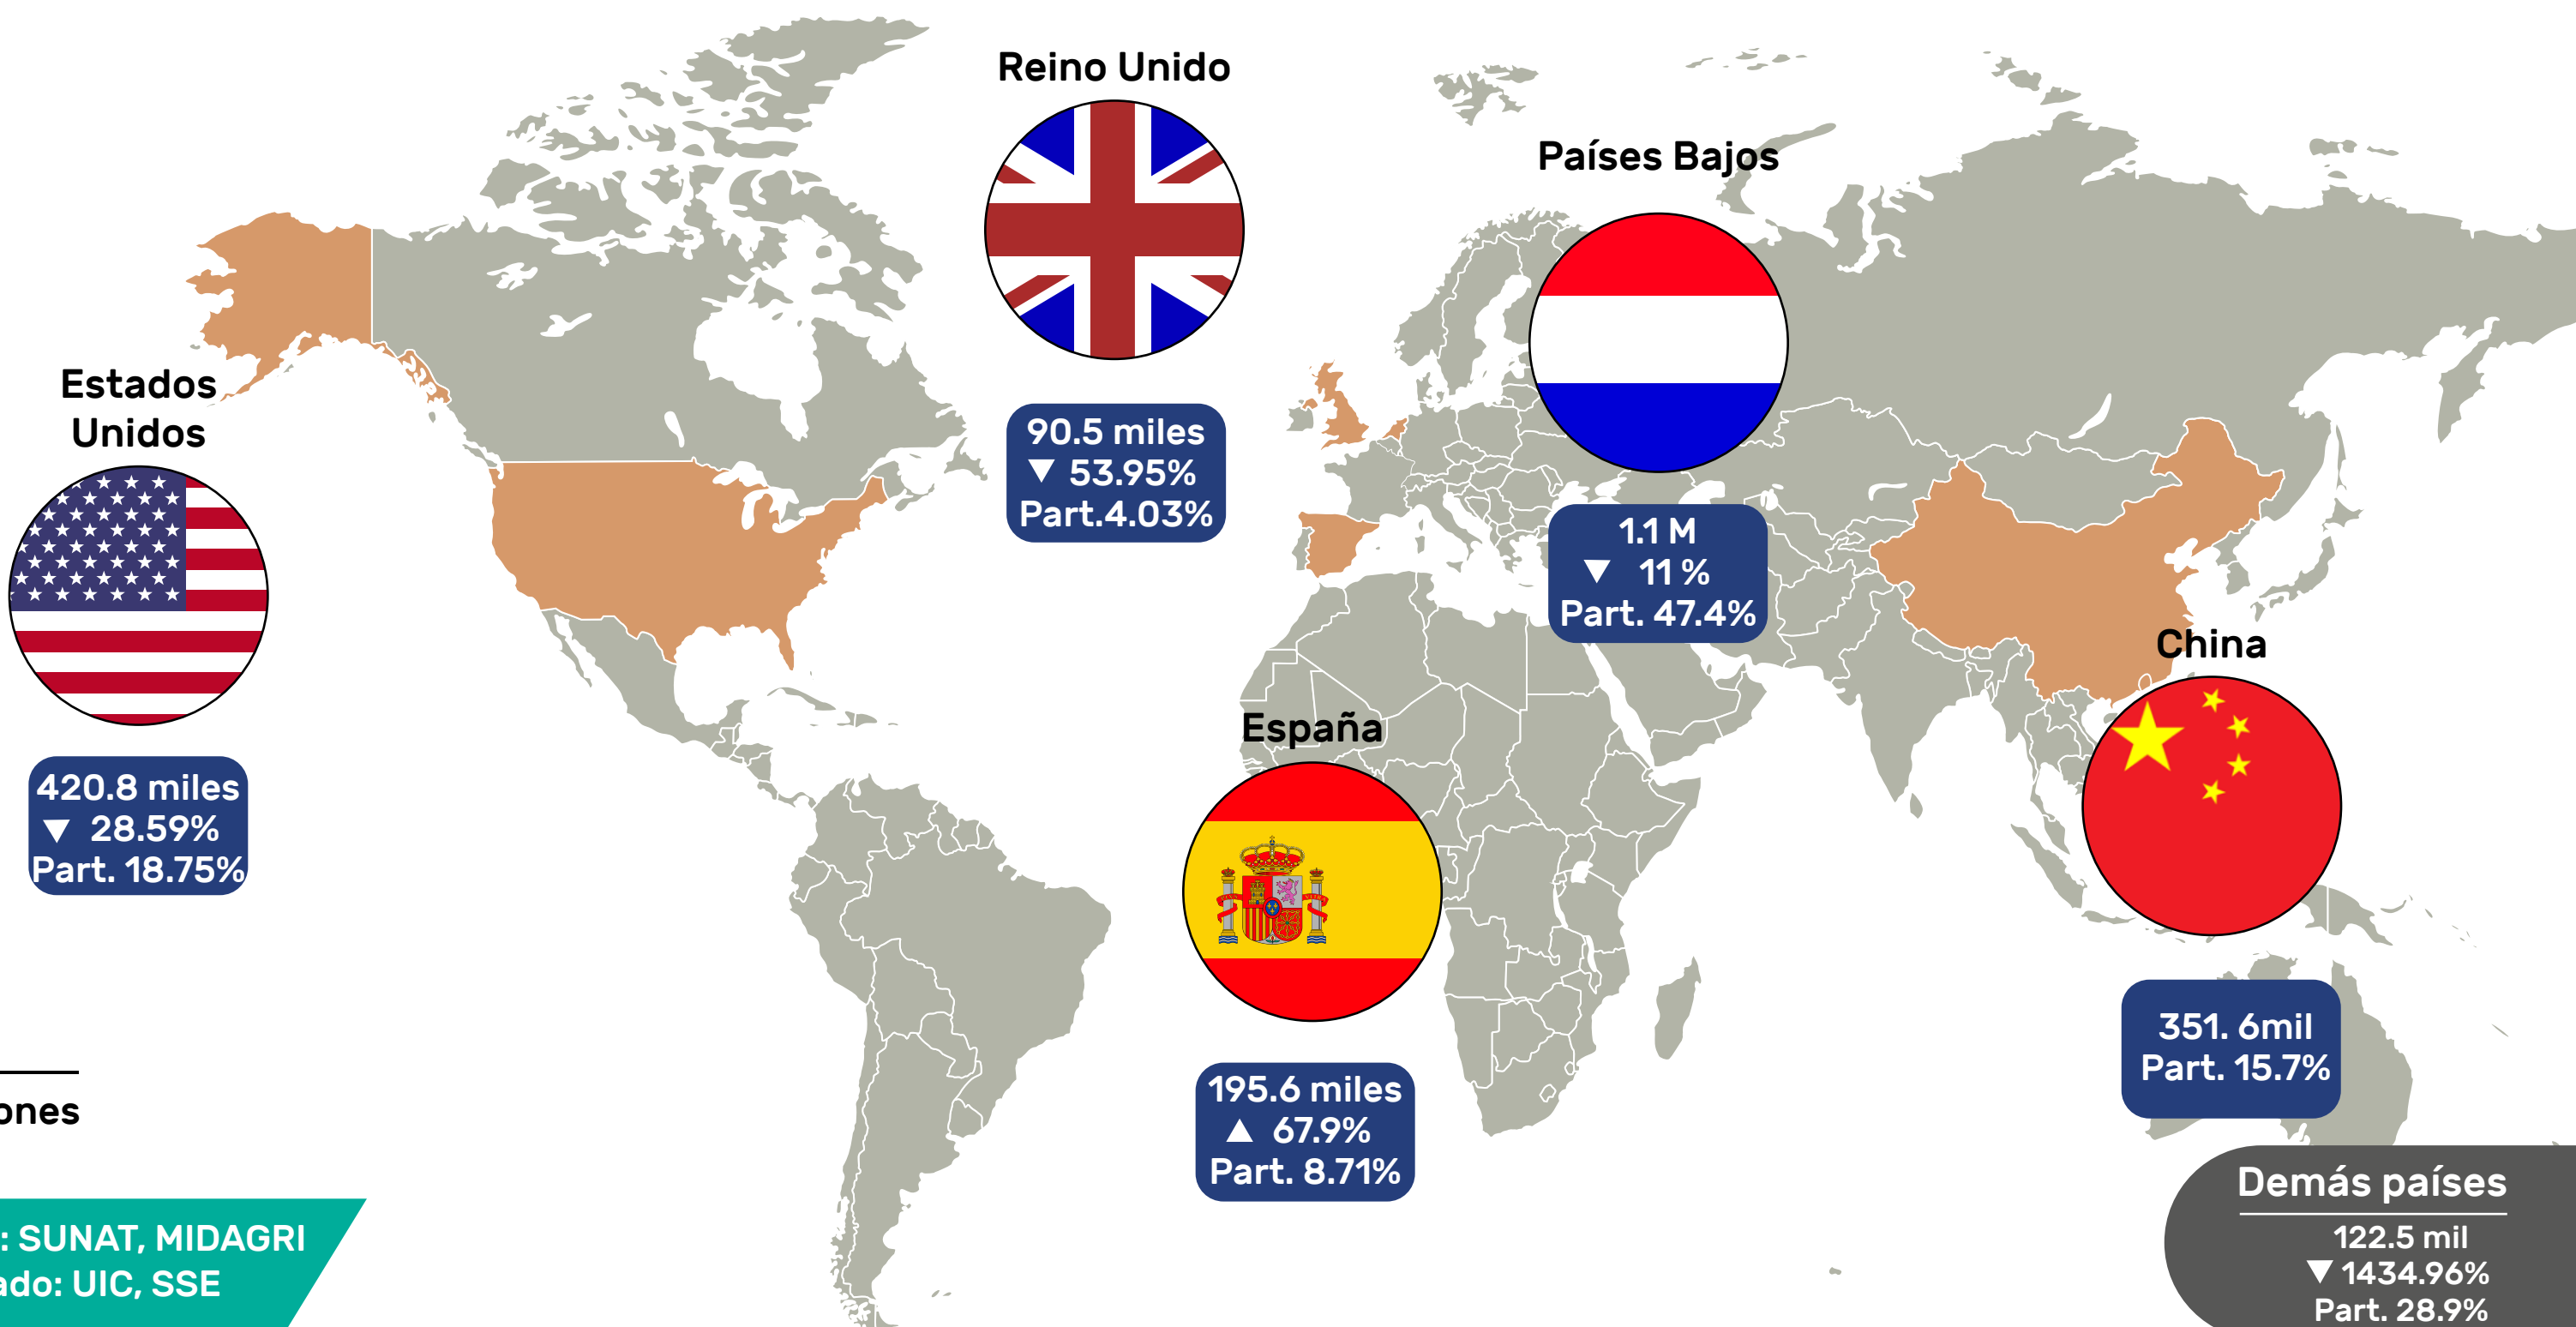 Reino Unido
90.5 miles
▼ 53.95%
Part.4.03%
Países Bajos
1.1 M
▼ 11 %
Part. 47.4%
Estados
Unidos
420.8 miles
▼ 28.59%
Part. 18.75%
China
351. 6mil
Part. 15.7%
España
195.6 miles
▲ 67.9%
Part. 8.71%
ones
: SUNAT, MIDAGRI
ado: UIC, SSE
Demás países
122.5 mil
▼ 1434.96%
Part. 28.9%